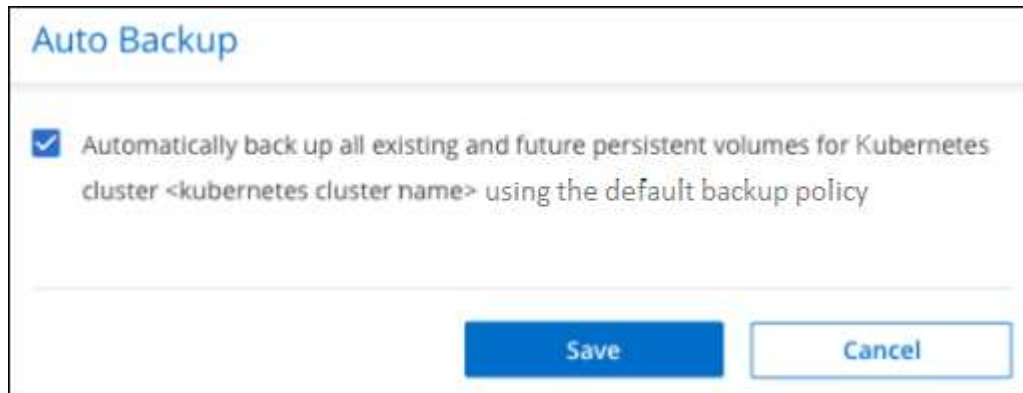 Auto Backup
Automatically back up all existing and future persistent volumes for Kubernetes
cluster <kubernetes cluster name> using the default backup policy
Save
Cancel